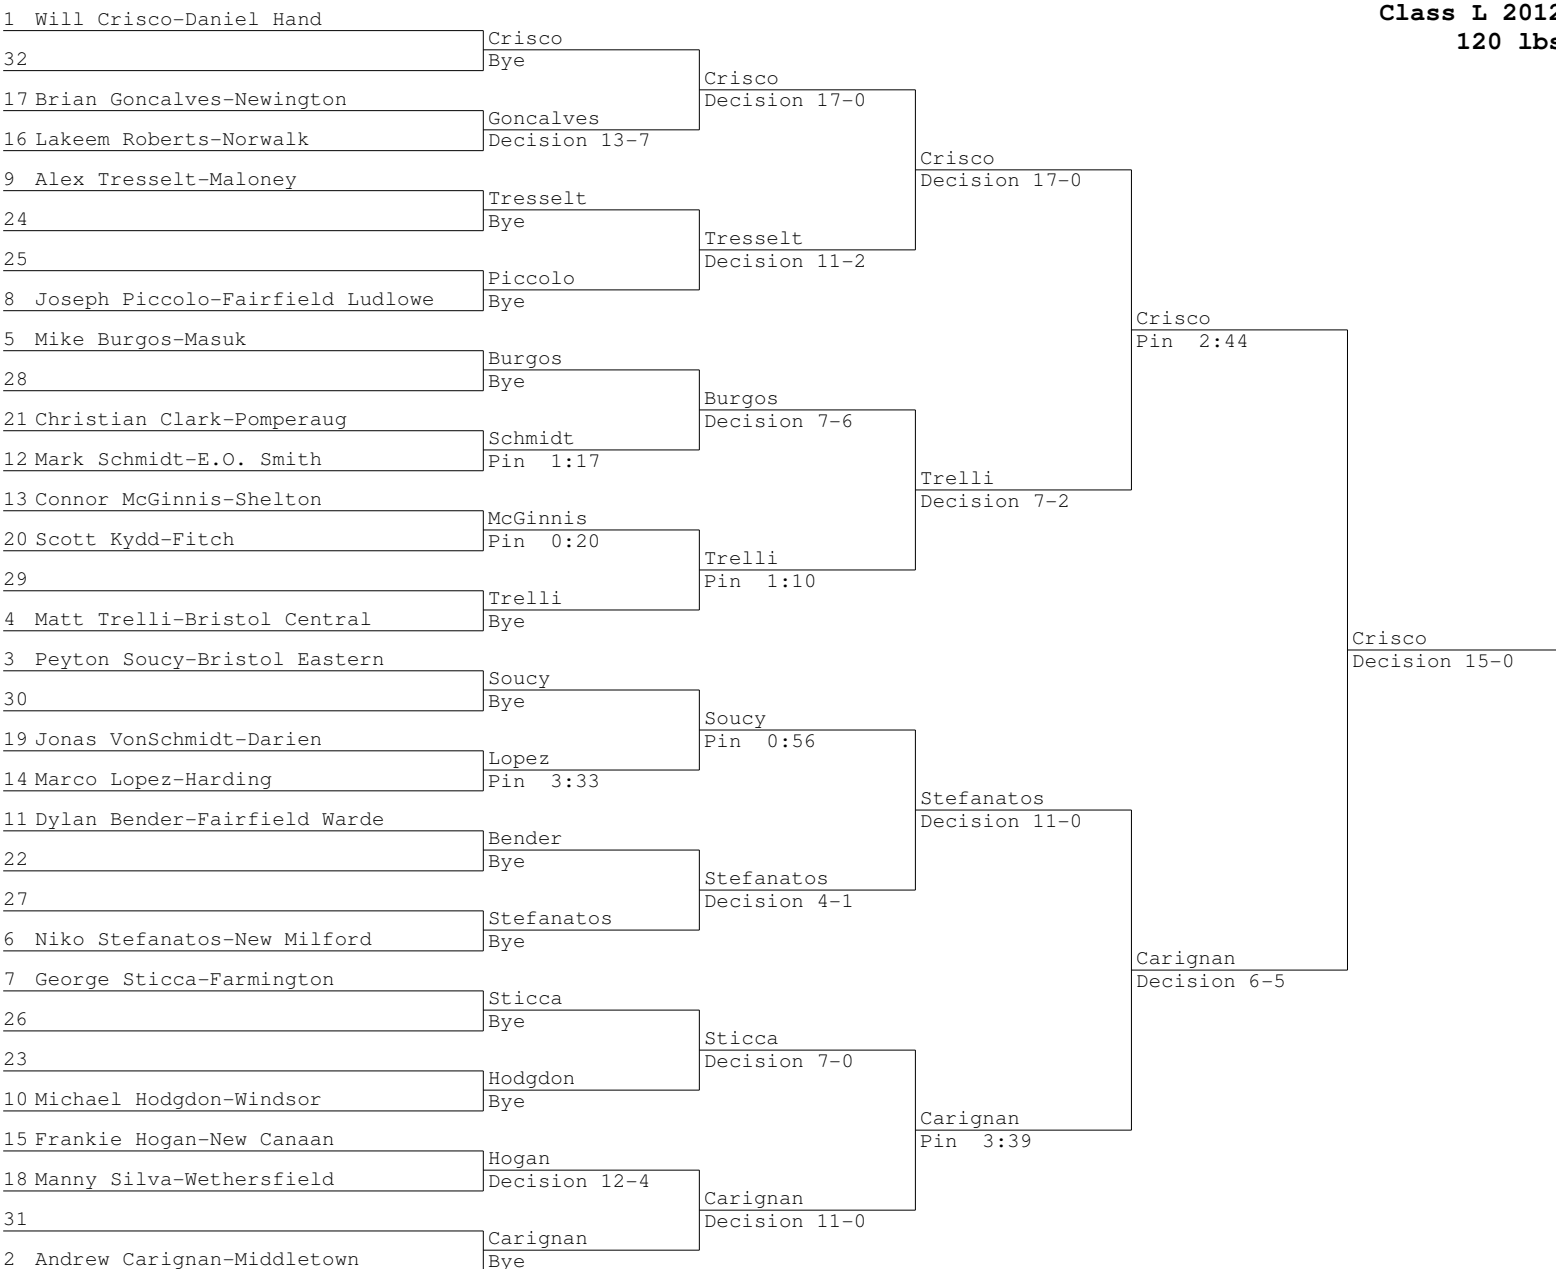 Class L 2012
120 lbs
1 Will Crisco-Daniel Hand
32
17 Brian Goncalves-Newington
16 Lakeem Roberts-Norwalk
9 Alex Tresselt-Maloney
24
25
8 Joseph Piccolo-Fairfield Ludlowe
5 Mike Burgos-Masuk
28
21 Christian Clark-Pomperaug
12 Mark Schmidt-E.O. Smith
13 Connor McGinnis-Shelton
20 Scott Kydd-Fitch
29
4 Matt Trelli-Bristol Central
3 Peyton Soucy-Bristol Eastern
30
19 Jonas VonSchmidt-Darien
14 Marco Lopez-Harding
11 Dylan Bender-Fairfield Warde
22
27
6 Niko Stefanatos-New Milford
7 George Sticca-Farmington
26
23
10 Michael Hodgdon-Windsor
15 Frankie Hogan-New Canaan
18 Manny Silva-Wethersfield
31
2 Andrew Carignan-Middletown
Crisco
Bye
Goncalves
Decision 13-7
Tresselt
Bye
Piccolo
Bye
Burgos
Bye
Schmidt
Pin 1:17
McGinnis
Pin 0:20
Trelli
Bye
Soucy
Bye
Lopez
Pin 3:33
Bender
Bye
Stefanatos
Bye
Sticca
Bye
Hodgdon
Bye
Hogan
Decision 12-4
Carignan
Bye
Crisco
Decision 17-0
Tresselt
Decision 11-2
Burgos
Decision 7-6
Trelli
Pin 1:10
Soucy
Pin 0:56
Stefanatos
Decision 4-1
Sticca
Decision 7-0
Carignan
Decision 11-0
Crisco
Decision 17-0
Trelli
Decision 7-2
Stefanatos
Decision 11-0
Carignan
Pin 3:39
Crisco
Pin 2:44
Carignan
Decision 6-5
Crisco
Decision 15-0